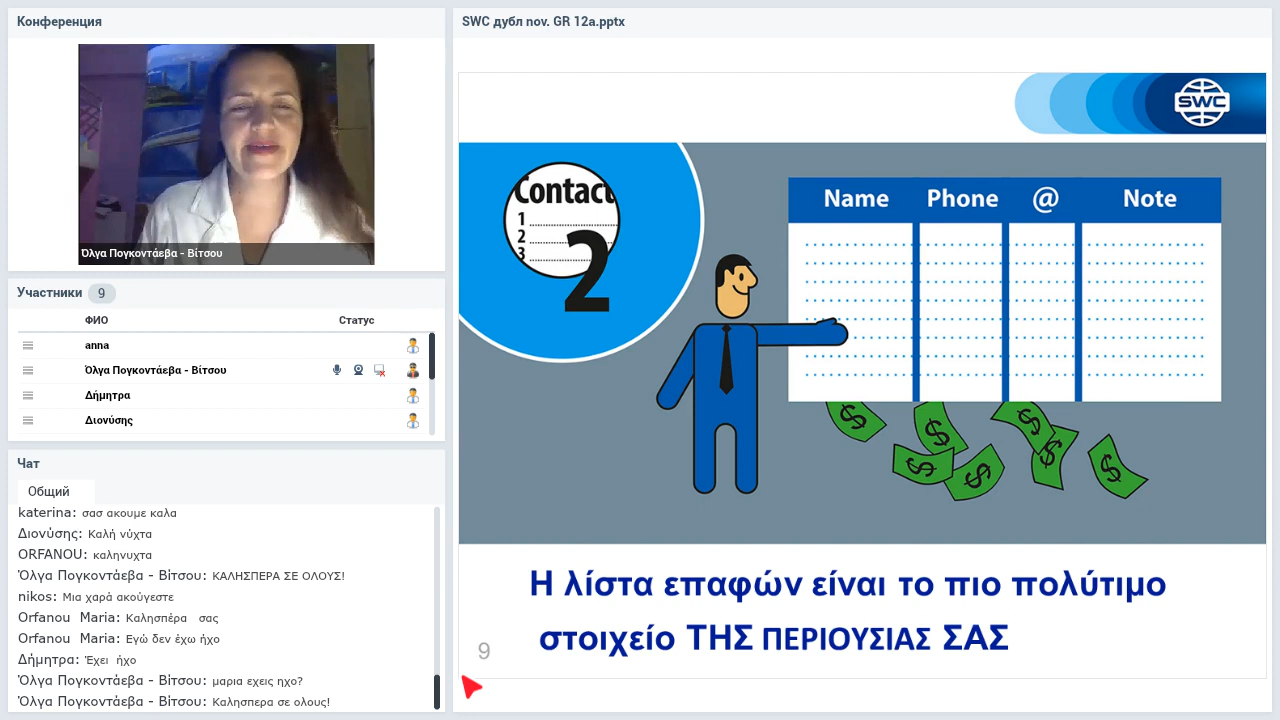 Конференция
Όλγα Πογκοντάεβα - Βίτσου
Участники 9
ФИО Статус
anna
Όλγα Πογκοντάεβα - Βίτσου
Δήμητρα
Διονύσης
Чат
Общий
katerina: σασ ακουμε καλα
Διονύσης: Καλή νύχτα
ORFANOU: καληνυχτα
Όλγα Πογκοντάεβα - Βίτσου: ΚΑΛΗΣΠΕΡΑ ΣΕ ΟΛΟΥΣ!
nikos: Μια χαρά ακούγεστε
Orfanou Maria: Καλησπέρα σας
Orfanou Maria: Εγώ δεν έχω ήχο
Δήμητρα: Έχει ήχο
Όλγα Πογκοντάεβα - Βίτσου: μαρια εχεις ηχο?
Όλγα Πογκοντάεβα - Βίτσου: Καλησπερα σε ολους!
SWC дубл nov. GR 12a.pptx
SWC
Contact
1
2
3
2
Name Phone @ Note
Η λίστα επαφών είναι το πιο πολύτιμο
στοιχείο ΤΗΣ ΠΕΡΙΟΥΣΙΑΣ ΣΑΣ
9